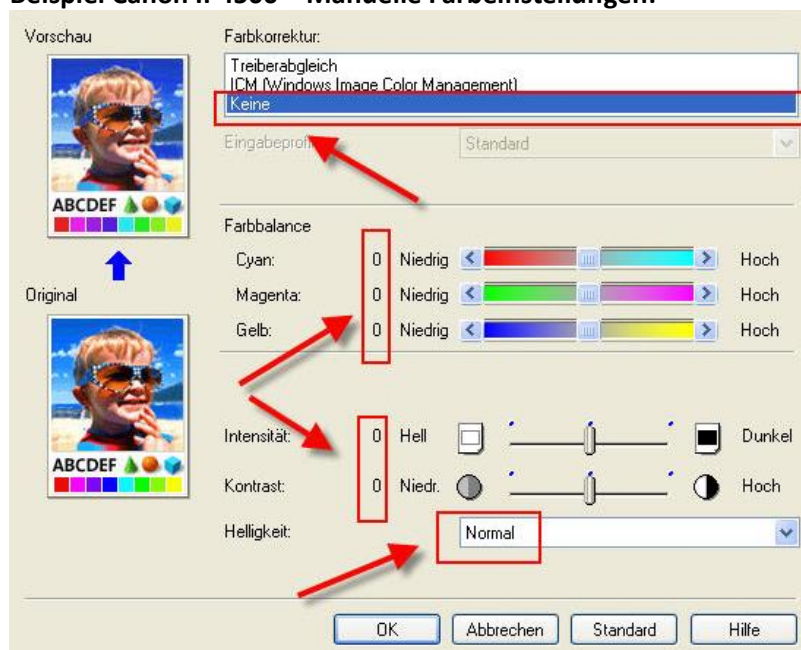 Vorschau
Farbkorrektur:
Treiberabgleich
ICM (Windows Image Color Management)
Keine
Standard
ABCDEF
Farbbalance
Cyan: 0 Niedrig Hoch
Original
Magenta: 0 Niedrig Hoch
Gelb: 0 Niedrig Hoch
Intensität: 0 Hell Dunkel
ABCDEF
Kontrast: 0 Niedr. Hoch
Helligkeit: Normal
OK Abbrechen Standard Hilfe